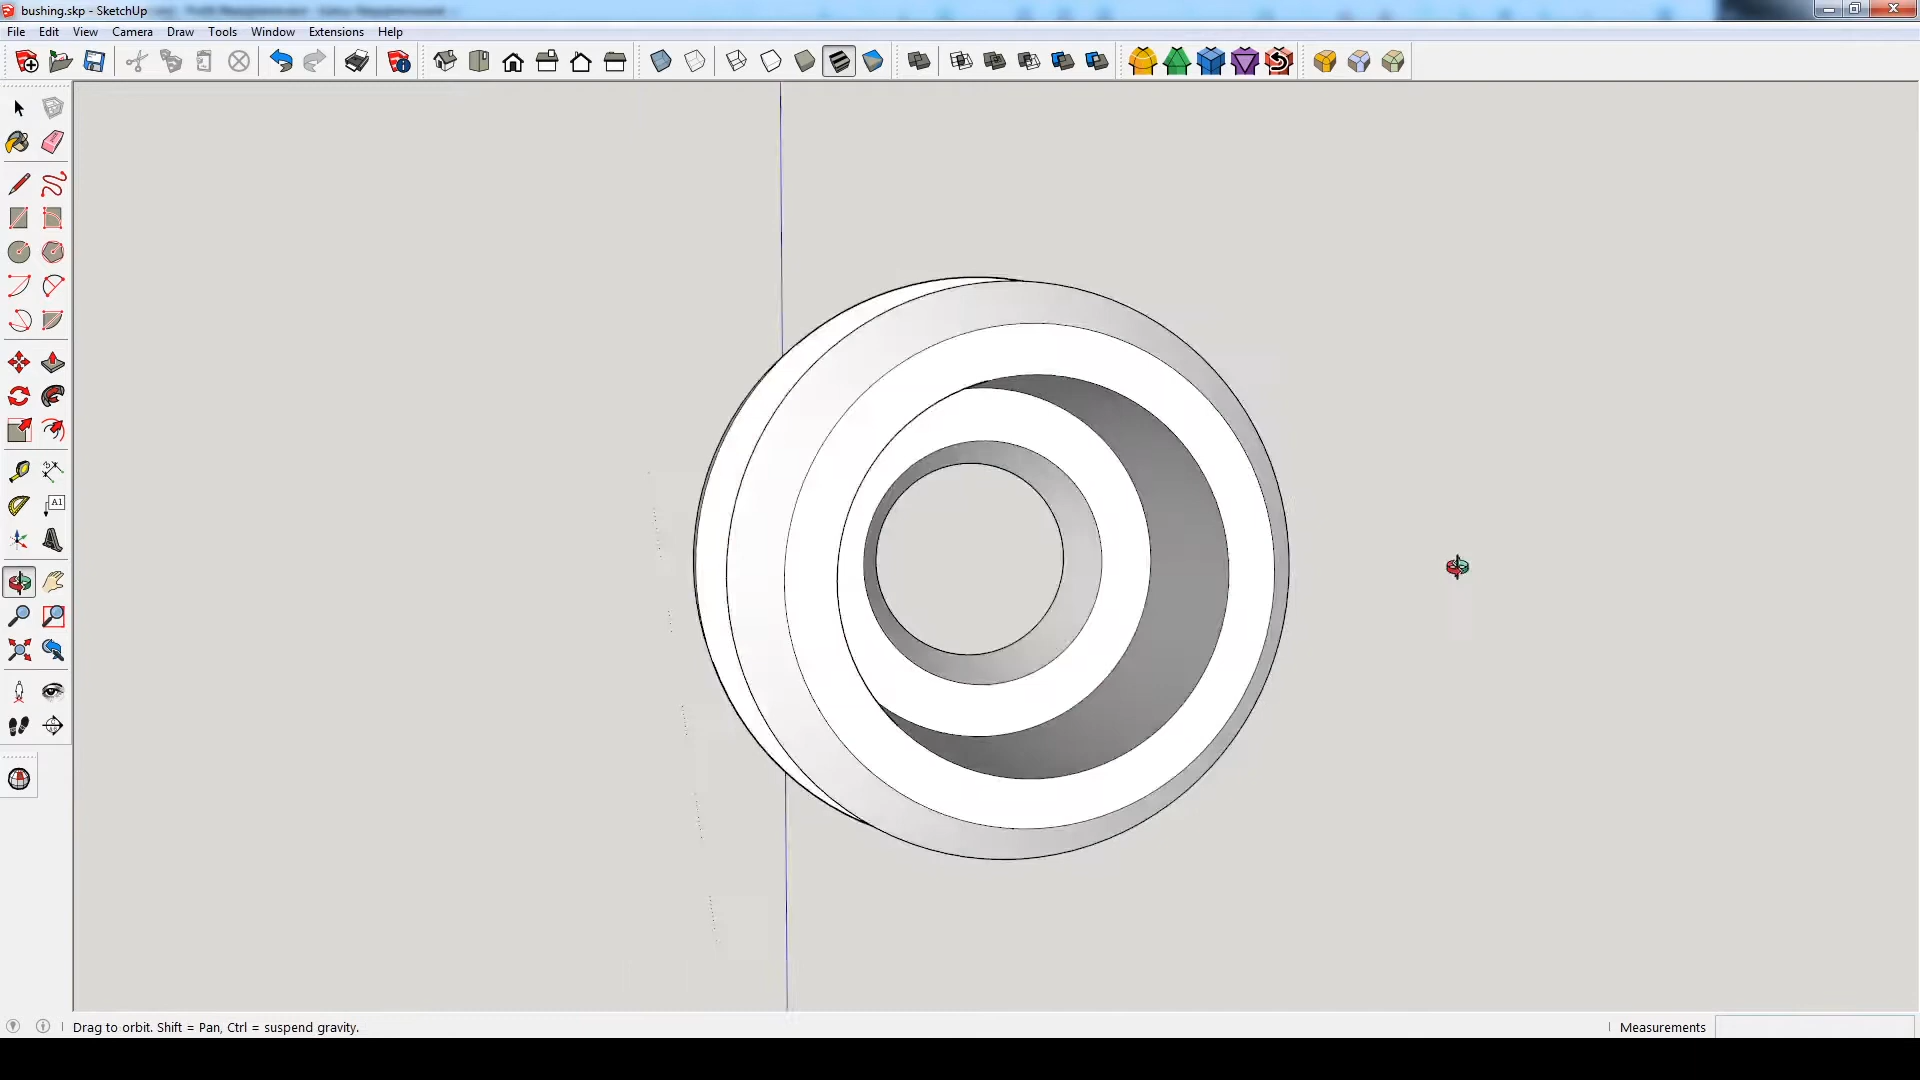 bushing.skp - SketchUp
File Edit View Camera Draw Tools Window Extensions Help
A1
Drag to orbit. Shift = Pan, Ctrl = suspend gravity.
Measurements